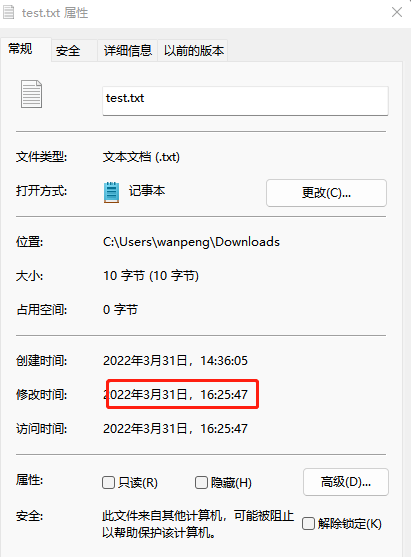 test.txt 属性
常规 安全 详细信息 以前的版本
test.txt
文件类型: 文本文档 (.txt)
打开方式: 记事本 更改(C)...
位置: C:\Users\wanpeng\Downloads
大小: 10 字节 (10 字节)
占用空间: 0 字节
创建时间: 2022年3月31日，14:36:05
修改时间: 2022年3月31日，16:25:47
访问时间: 2022年3月31日，16:25:47
属性: 只读(R) 隐藏(H) 高级(D)...
安全: 此文件来自其他计算机，可能被阻止
以帮助保护该计算机。 解除锁定(K)